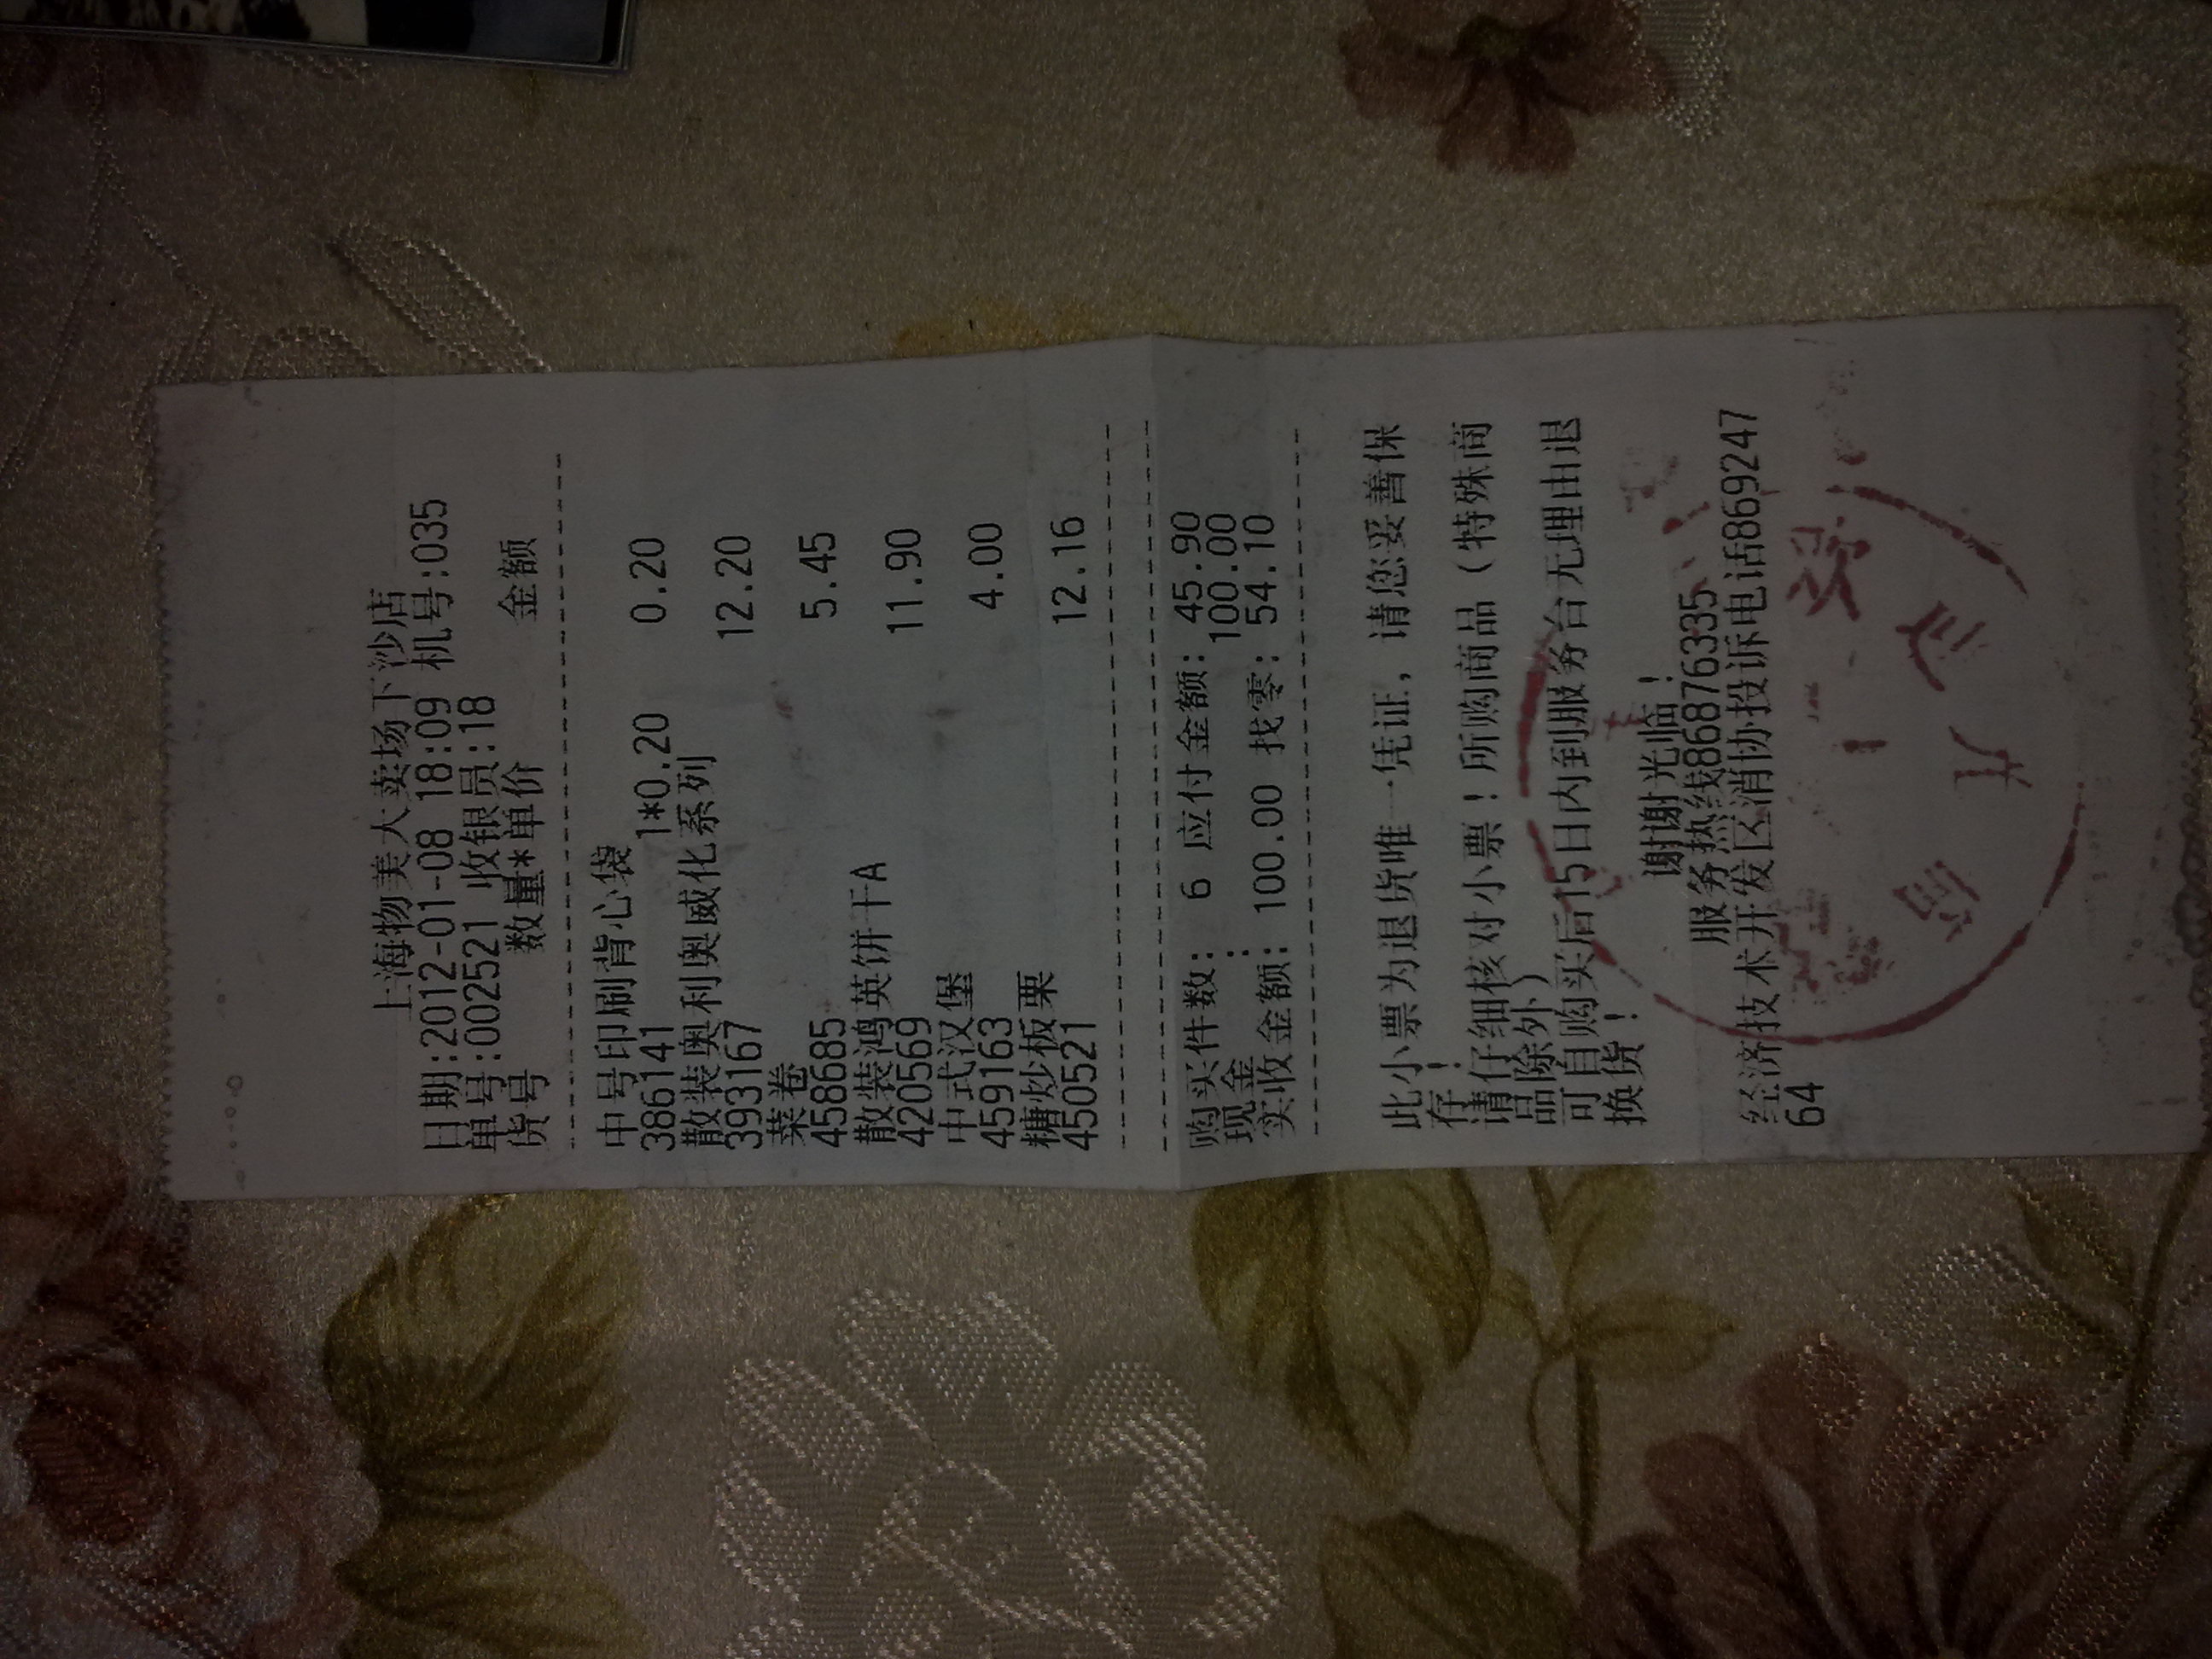 上海物美大卖场下沙店
日期:2012-01-08 18:09 机号:035
单号:002521 收银员:18
货号 数量*单价 金额
中号印刷背心袋
386141 1*0.20 0.20
散装奥利奥威化系列
393167 12.20
菜卷
458685 5.45
散装鸿英饼干A
420569 11.90
中式汉堡
459163 4.00
糖炒板栗
450521 12.16
购买件数: 6 应付金额: 45.90
现金: 100.00
实收金额: 100.00 找零: 54.10
此小票为退货唯一凭证, 请您妥善保
存!
请仔细核对小票!所购商品(特殊商
品除外)
可自购买后15日内到服务台无理由退
换货!
谢谢光临!
服务热线86876335
经济技术开发区消协投诉电话8869247
64